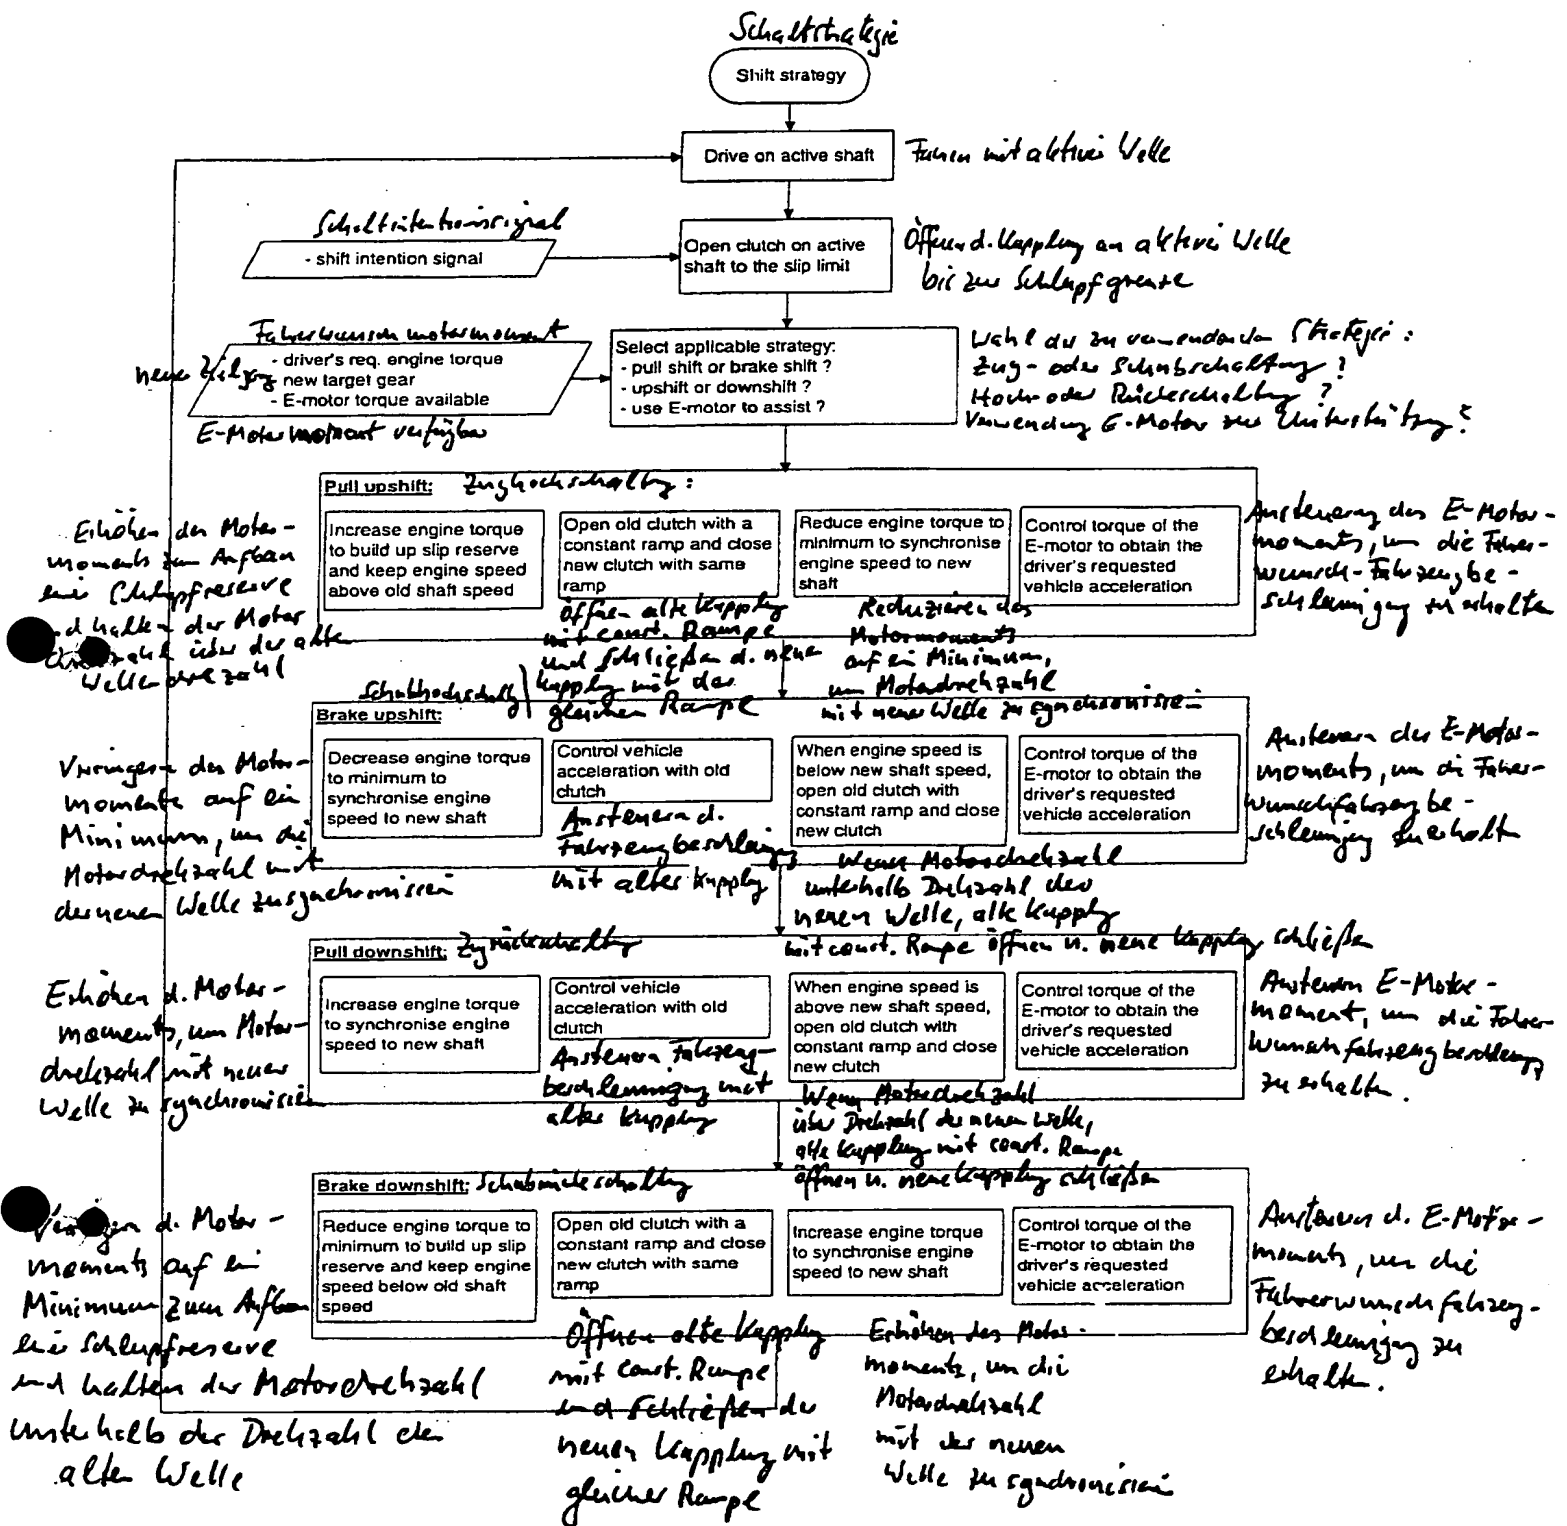 Schaltstrategie
Shift strategy
Drive on active shaft
Fahren mit aktiver Welle
Schaltintentionssignal
- shift intention signal
Open clutch on active
shaft to the slip limit
Öffnen d. Kupplung an aktiver Welle
bis zur Schlupfgrenze
Fahrerwunschmotormoment
- driver's req. engine torque
neuer Zielgang
new target gear
- E-motor torque available
E-Motormoment verfügbar
Select applicable strategy:
- pull shift or brake shift ?
- upshift or downshift ?
- use E-motor to assist ?
Wahl der zu verwendenden Strategie:
Zug- oder Schubschaltung?
Hoch- oder Rückschaltung?
Verwendung E-Motor zur Unterstützung?
Pull upshift: Zughochschaltung:
Increase engine torque
to build up slip reserve
and keep engine speed
above old shaft speed
Open old clutch with a
constant ramp and close
new clutch with same
ramp
Reduce engine torque to
minimum to synchronise
engine speed to new
shaft
Control torque of the
E-motor to obtain the
driver's requested
vehicle acceleration
Erhöhen des Motor-
moments zum Aufbau
einer Schlupfreserve
halten der Motor
über der alten
Wellendrehzahl
Öffnen alte Kupplung
mit const. Rampe
und Schließen d. neue
Kupplung mit der
gleichen Rampe
Reduzieren des
Motormoments
auf ein Minimum,
um Motordrehzahl
mit neuer Welle zu synchronisieren
Ansteuerung des E-Motor-
moments, um die Fahrer-
wunsch-Fahrzeugbe-
schleunigung zu erhalten
Schubhochschaltung
Brake upshift:
Decrease engine torque
to minimum to
synchronise engine
speed to new shaft
Control vehicle
acceleration with old
clutch
When engine speed is
below new shaft speed,
open old clutch with
constant ramp and close
new clutch
Control torque of the
E-motor to obtain the
driver's requested
vehicle acceleration
Verringern des Motor-
moments auf ein
Minimum, um die
Motordrehzahl mit
der neuen Welle zu synchronisieren
Ansteuern d.
Fahrzeugbeschleunigung
mit alter Kupplung
Wenn Motordrehzahl
unterhalb Drehzahl der
neuen Welle, alte Kupplung
mit const. Rampe öffnen u. neue Kupplung schließen
Ansteuern des E-Motor-
moments, um die Fahrer-
wunschfahrzeugbe-
schleunigung zu erhalten
Pull downshift: Zugrückschaltung
Increase engine torque
to synchronise engine
speed to new shaft
Control vehicle
acceleration with old
clutch
When engine speed is
above new shaft speed,
open old clutch with
constant ramp and close
new clutch
Control torque of the
E-motor to obtain the
driver's requested
vehicle acceleration
Erhöhen d. Motor-
moments, um Motor-
drehzahl mit neuer
Welle zu synchronisieren
Ansteuern Fahrzeug-
beschleunigung mit
alter Kupplung
Wenn Motordrehzahl
über Drehzahl der neuen Welle,
alte Kupplung mit const. Rampe
öffnen u. neue Kupplung schließen
Ansteuern E-Motor-
moment, um die Fahrer
wunschfahrzeugbeschleunigung
zu erhalten.
Brake downshift: Schubrückschaltung
Reduce engine torque to
minimum to build up slip
reserve and keep engine
speed below old shaft
speed
Open old clutch with a
constant ramp and close
new clutch with same
ramp
Increase engine torque
to synchronise engine
speed to new shaft
Control torque of the
E-motor to obtain the
driver's requested
vehicle acceleration
d. Motor-
moments auf ein
Minimum zum Aufbau
einer Schlupfreserve
und halten der Motordrehzahl
unterhalb der Drehzahl der
alten Welle
Öffnen alte Kupplung
mit const. Rampe
und Schließen der
neuen Kupplung mit
gleicher Rampe
Erhöhen des Motor-
moments, um die
Motordrehzahl
mit der neuen
Welle zu synchronisieren
Ansteuern d. E-Motor-
moments, um die
Fahrerwunschfahrzeug-
beschleunigung zu
erhalten.